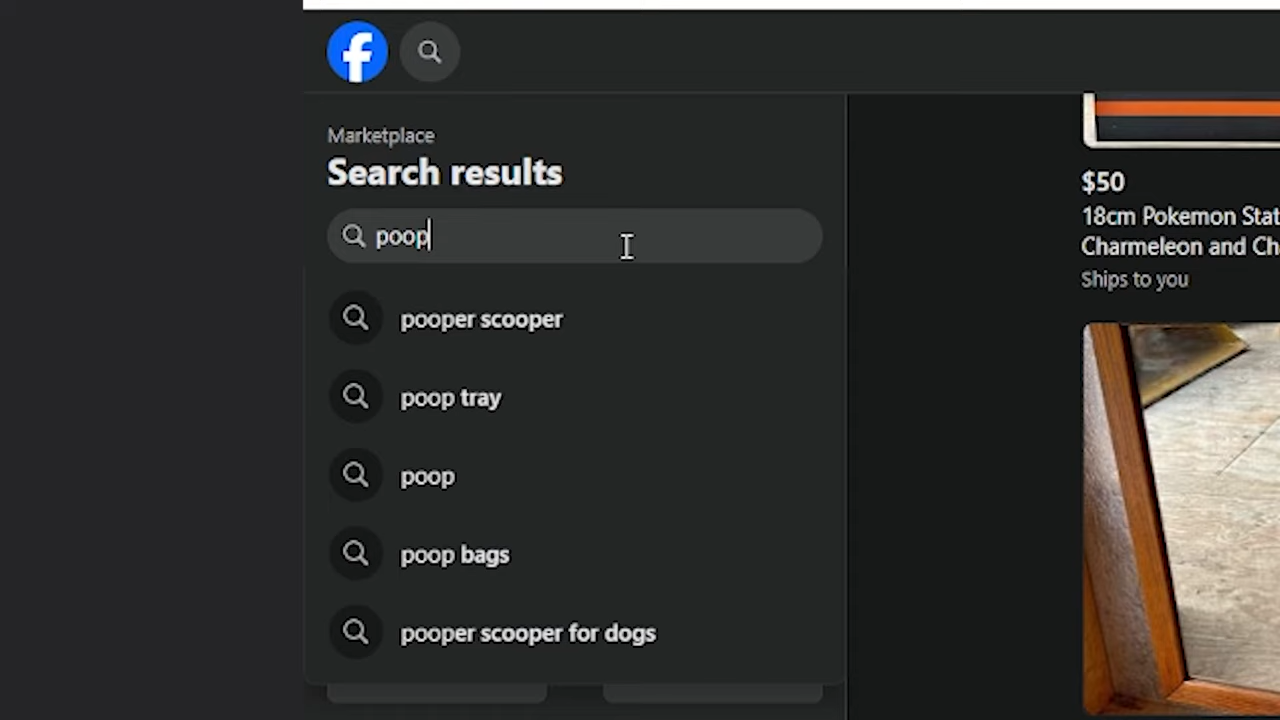 Marketplace
Search results
poop
pooper scooper
poop tray
poop
poop bags
pooper scooper for dogs
$50
18cm Pokemon Stat
Charmeleon and Ch
Ships to you